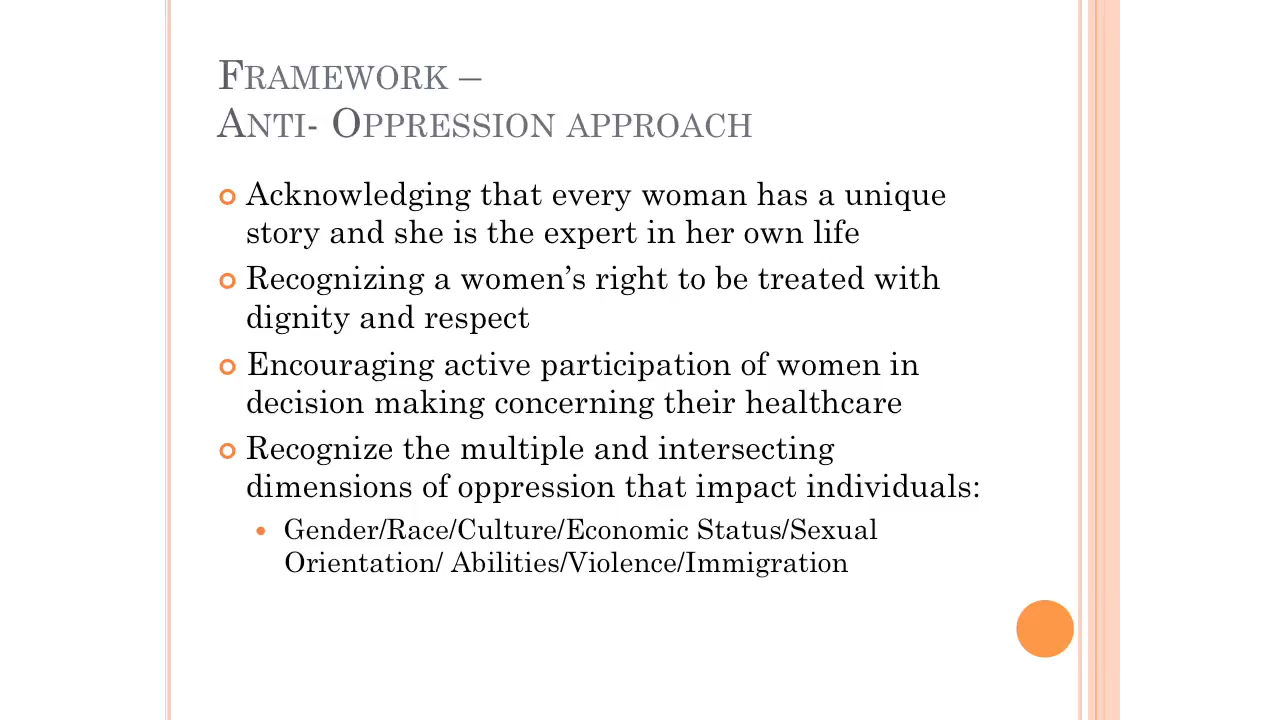 Framework –
Anti- Oppression approach
Acknowledging that every woman has a unique
story and she is the expert in her own life
Recognizing a women’s right to be treated with
dignity and respect
Encouraging active participation of women in
decision making concerning their healthcare
Recognize the multiple and intersecting
dimensions of oppression that impact individuals:
Gender/Race/Culture/Economic Status/Sexual
Orientation/ Abilities/Violence/Immigration